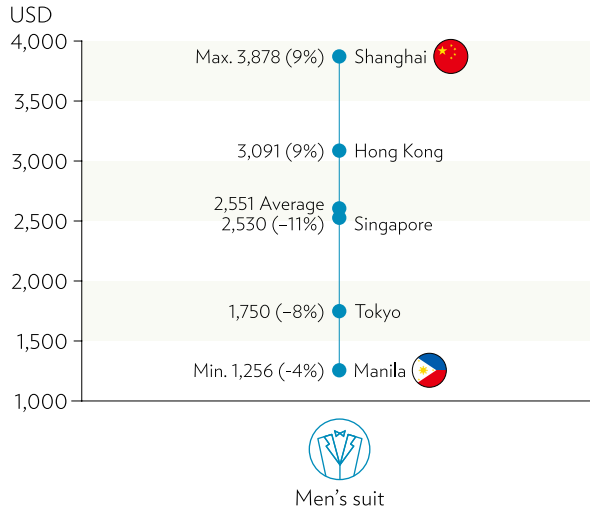 USD
4,000
Max. 3,878 (9%) Shanghai
3,500
3,091 (9%) Hong Kong
3,000
2,551 Average
2,530 (–11%) Singapore
2,500
2,000
1,750 (–8%) Tokyo
1,500
Min. 1,256 (-4%) Manila
1,000
Men’s suit